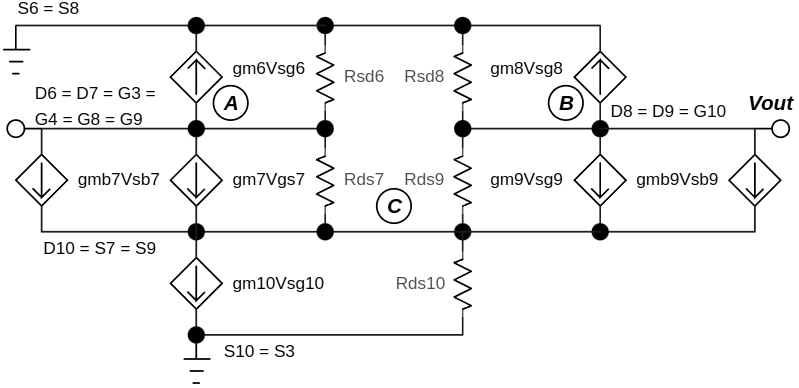 S6 = S8
gm6Vsg6
Rsd6
Rsd8
gm8Vsg8
D6 = D7 = G3 =
G4 = G8 = G9
A
B
D8 = D9 = G10
Vout
gmb7Vsb7
gm7Vgs7
Rds7
Rds9
gm9Vsg9
gmb9Vsb9
C
D10 = S7 = S9
gm10Vsg10
Rds10
S10 = S3